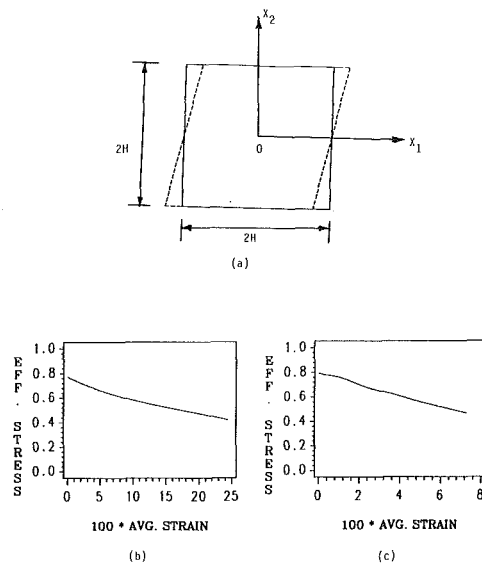 X2
2H
0
X1
2H
(a)
EFF. STRESS
1.0
0.8
0.6
0.4
0.2
0.0
0 5 10 15 20 25
100 * AVG. STRAIN
(b)
EFF. STRESS
1.0
0.8
0.6
0.4
0.2
0.0
0 2 4 6 8
100 * AVG. STRAIN
(c)